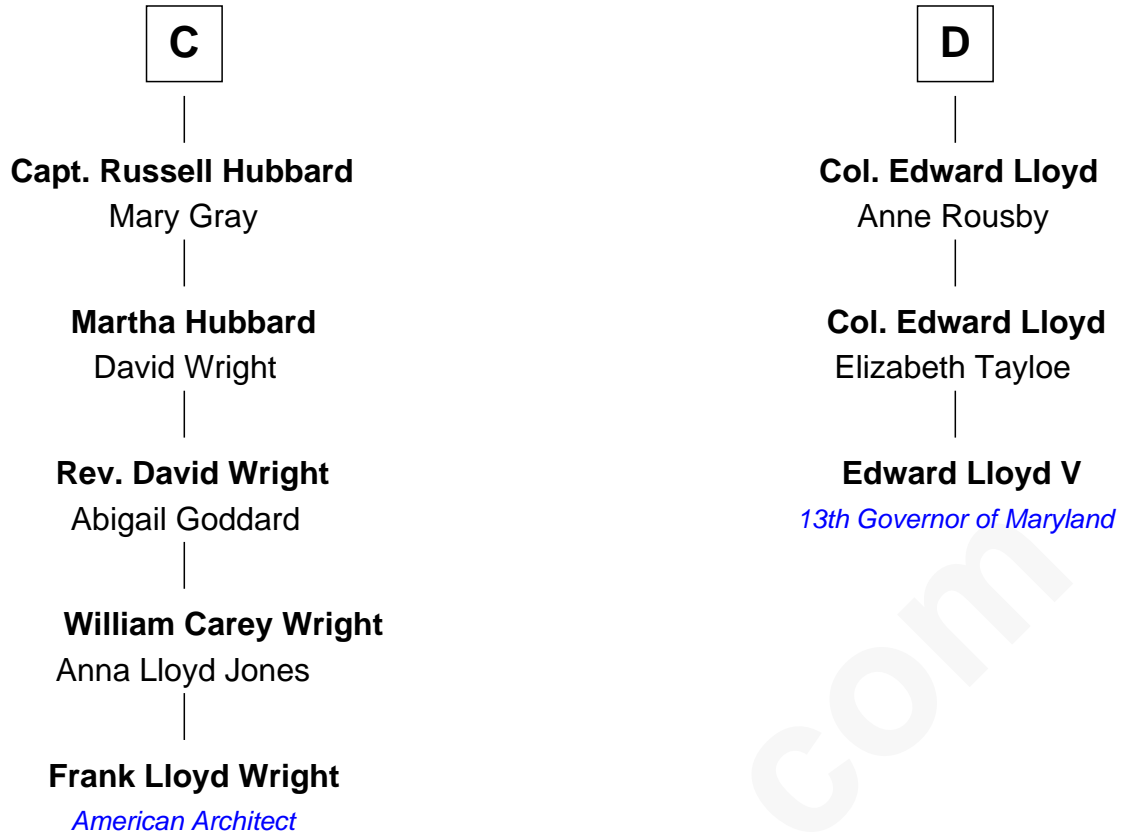 C
Capt. Russell Hubbard
Mary Gray
Martha Hubbard
David Wright
Rev. David Wright
Abigail Goddard
William Carey Wright
Anna Lloyd Jones
Frank Lloyd Wright
American Architect
D
Col. Edward Lloyd
Anne Rousby
Col. Edward Lloyd
Elizabeth Tayloe
Edward Lloyd V
13th Governor of Maryland
com